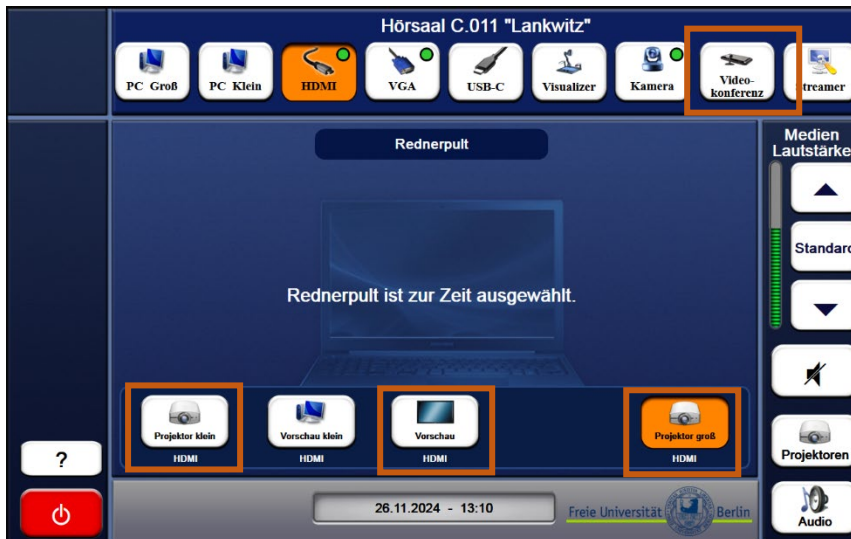 Hörsaal C.011 "Lankwitz"
PC Groß
PC Klein
HDMI
VGA
USB-C
Visualizer
Kamera
Video-
konferenz
Streamer
Rednerpult
Medien
Lautstärke
Standard
Rednerpult ist zur Zeit ausgewählt.
Projektor klein
HDMI
Vorschau klein
HDMI
Vorschau
HDMI
Projektor groß
HDMI
Projektoren
?
26.11.2024 - 13:10
Freie Universität Berlin
Audio